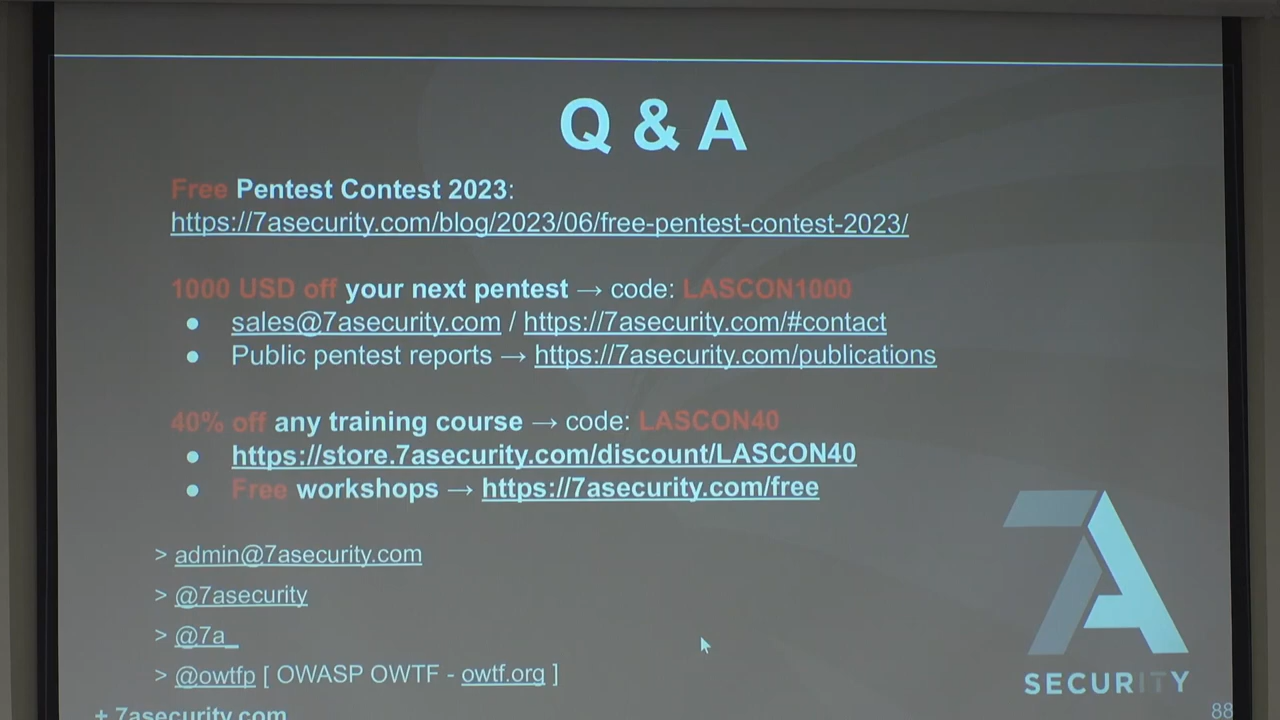 Q & A
Free Pentest Contest 2023:
https://7asecurity.com/blog/2023/06/free-pentest-contest-2023/
1000 USD off your next pentest → code: LASCON1000
● sales@7asecurity.com / https://7asecurity.com/#contact
● Public pentest reports → https://7asecurity.com/publications
40% off any training course → code: LASCON40
● https://store.7asecurity.com/discount/LASCON40
● Free workshops → https://7asecurity.com/free
> admin@7asecurity.com
> @7asecurity
> @7a_
> @owtfp [ OWASP OWTF - owtf.org ]
+ 7asecurity.com
7A
SECURITY
88